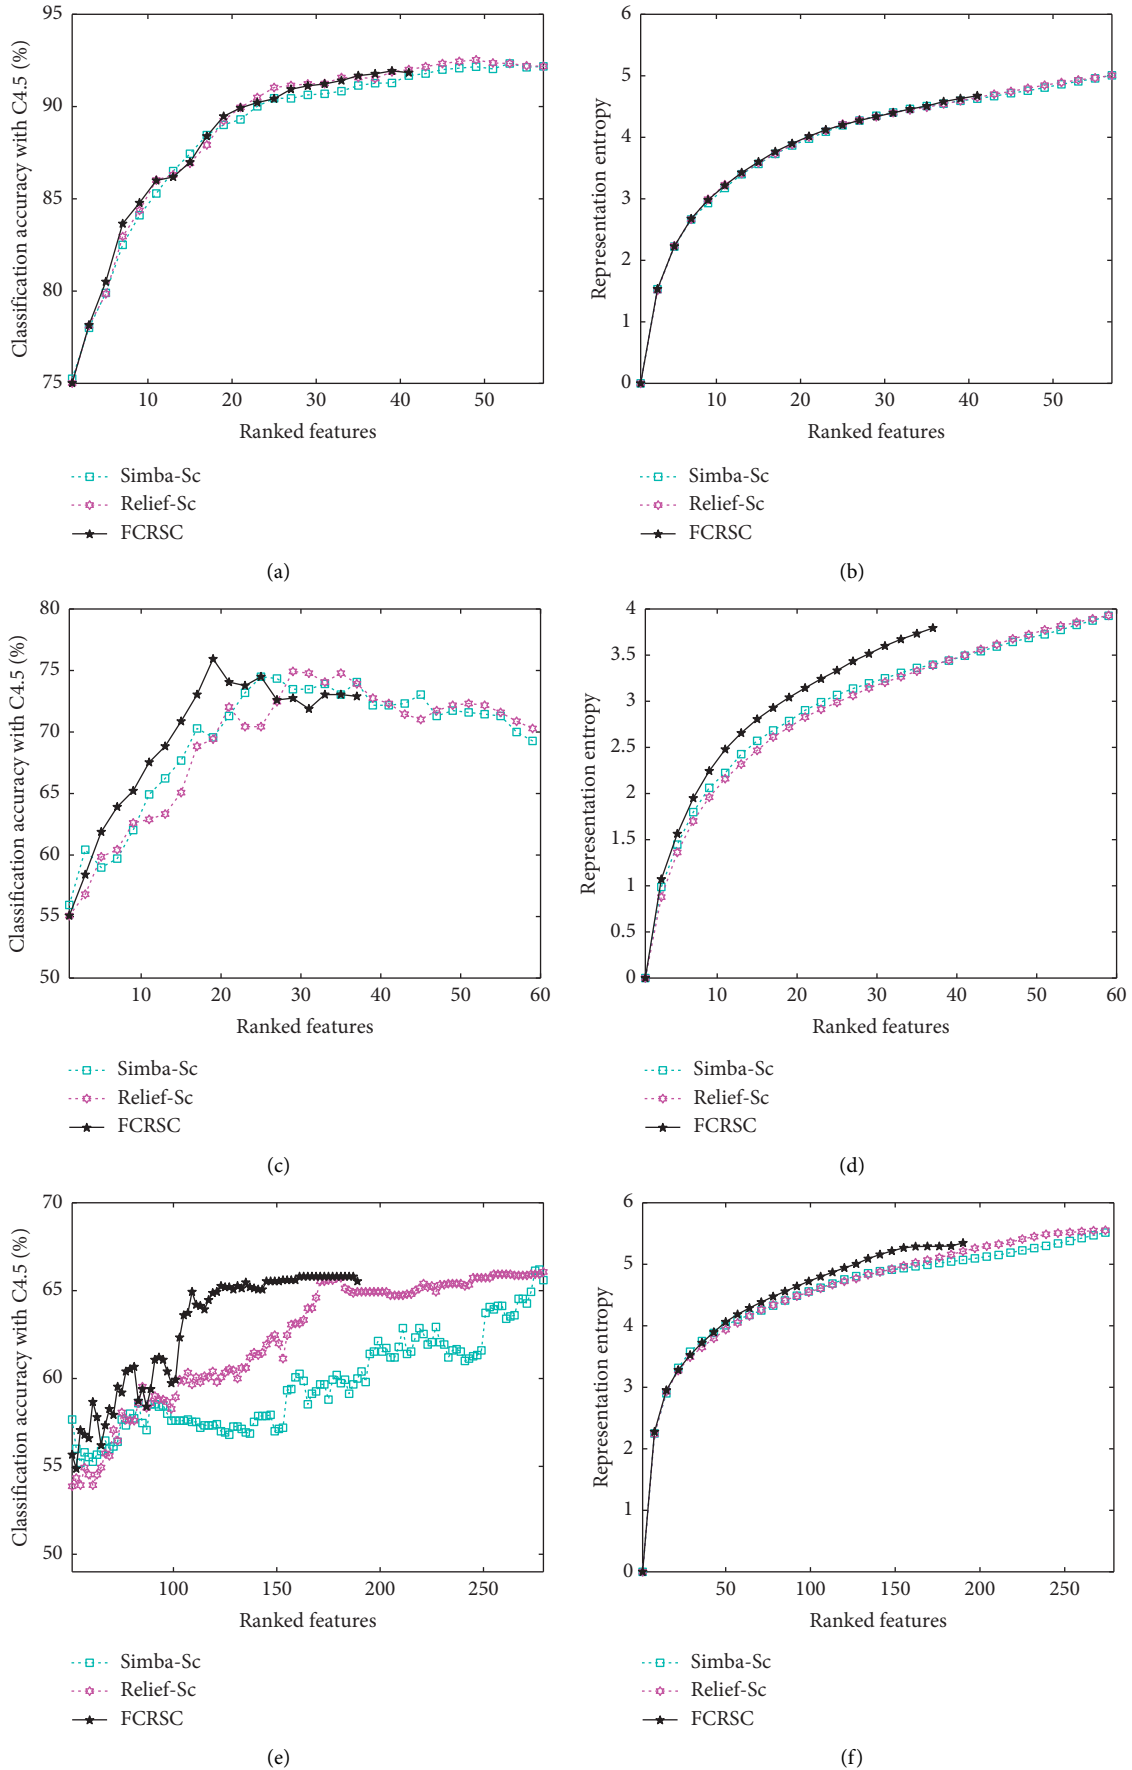 95
90
85
80
75
Classification accuracy with C4.5 (%)
10 20 30 40 50
Ranked features
Simba-Sc
Relief-Sc
FCRSC
(a)
6
5
4
3
2
1
0
Representation entropy
10 20 30 40 50
Ranked features
Simba-Sc
Relief-Sc
FCRSC
(b)
80
75
70
65
60
55
50
Classification accuracy with C4.5 (%)
10 20 30 40 50 60
Ranked features
Simba-Sc
Relief-Sc
FCRSC
(c)
4
3.5
3
2.5
2
1.5
1
0.5
0
Representation entropy
10 20 30 40 50 60
Ranked features
Simba-Sc
Relief-Sc
FCRSC
(d)
70
65
60
55
50
Classification accuracy with C4.5 (%)
100 150 200 250
Ranked features
Simba-Sc
Relief-Sc
FCRSC
(e)
6
5
4
3
2
1
0
Representation entropy
50 100 150 200 250
Ranked features
Simba-Sc
Relief-Sc
FCRSC
(f)